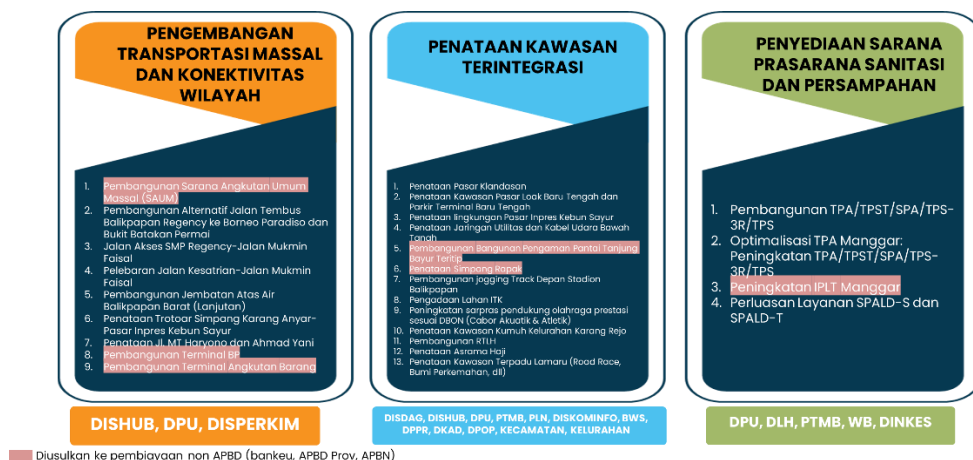 PENGEMBANGAN
TRANSPORTASI MASSAL
DAN KONEKTIVITAS
WILAYAH
1. Pembangunan Sarana Angkutan Umum
Massal (SAUM)
2. Pembangunan Alternatif Jalan Tembus
Balikpapan Regency ke Borneo Paradiso dan
Bukit Batakan Permai
3. Jalan Akses SMP Regency-Jalan Mukmin
Faisal
4. Pelebaran Jalan Kesatrian-Jalan Mukmin
Faisal
5. Pembangunan Jembatan Atas Air
Balikpapan Barat (Lanjutan)
6. Penataan Trotoar Simpang Karang Anyar-
Pasar Inpres Kebun Sayur
7. Penataan Jl. MT Haryono dan Ahmad Yani
8. Pembangunan Terminal BP
9. Pembangunan Terminal Angkutan Barang
DISHUB, DPU, DISPERKIM
PENATAAN KAWASAN
TERINTEGRASI
1. Penataan Pasar Klandasan
2. Penataan Kawasan Pasar Loak Baru Tengah dan
Parkir Terminal Baru Tengah
3. Penataan lingkungan Pasar Inpres Kebun Sayur
4. Penataan Jaringan Utilitas dan Kabel Udara Bawah
Tanah
5. Pembangunan Bangunan Pengaman Pantai Tanjung
Bayur Teritip
6. Penataan Simpang Rapak
7. Pembangunan jogging Track Depan Stadion
Balikpapan
8. Pengadaan Lahan ITK
9. Peningkatan sarpras pendukung olahraga prestasi
sesuai DBON (Cabor Akuatik & Atletik)
10. Penataan Kawasan Kumuh Kelurahan Karang Rejo
11. Pembangunan RTLH
12. Penataan Asrama Haji
13. Penataan Kawasan Terpadu Lamaru (Road Race,
Bumi Perkemahan, dll)
DISDAG, DISHUB, DPU, PTMB, PLN, DISKOMINFO, BWS,
DPPR, DKAD, DPOP, KECAMATAN, KELURAHAN
PENYEDIAAN SARANA
PRASARANA SANITASI
DAN PERSAMPAHAN
1. Pembangunan TPA/TPST/SPA/TPS-
3R/TPS
2. Optimalisasi TPA Manggar:
Peningkatan TPA/TPST/SPA/TPS-
3R/TPS
3. Peningkatan IPLT Manggar
4. Perluasan Layanan SPALD-S dan
SPALD-T
DPU, DLH, PTMB, WB, DINKES
Diusulkan ke pembiayaan non APBD (bankeu, APBD Prov, APBN)